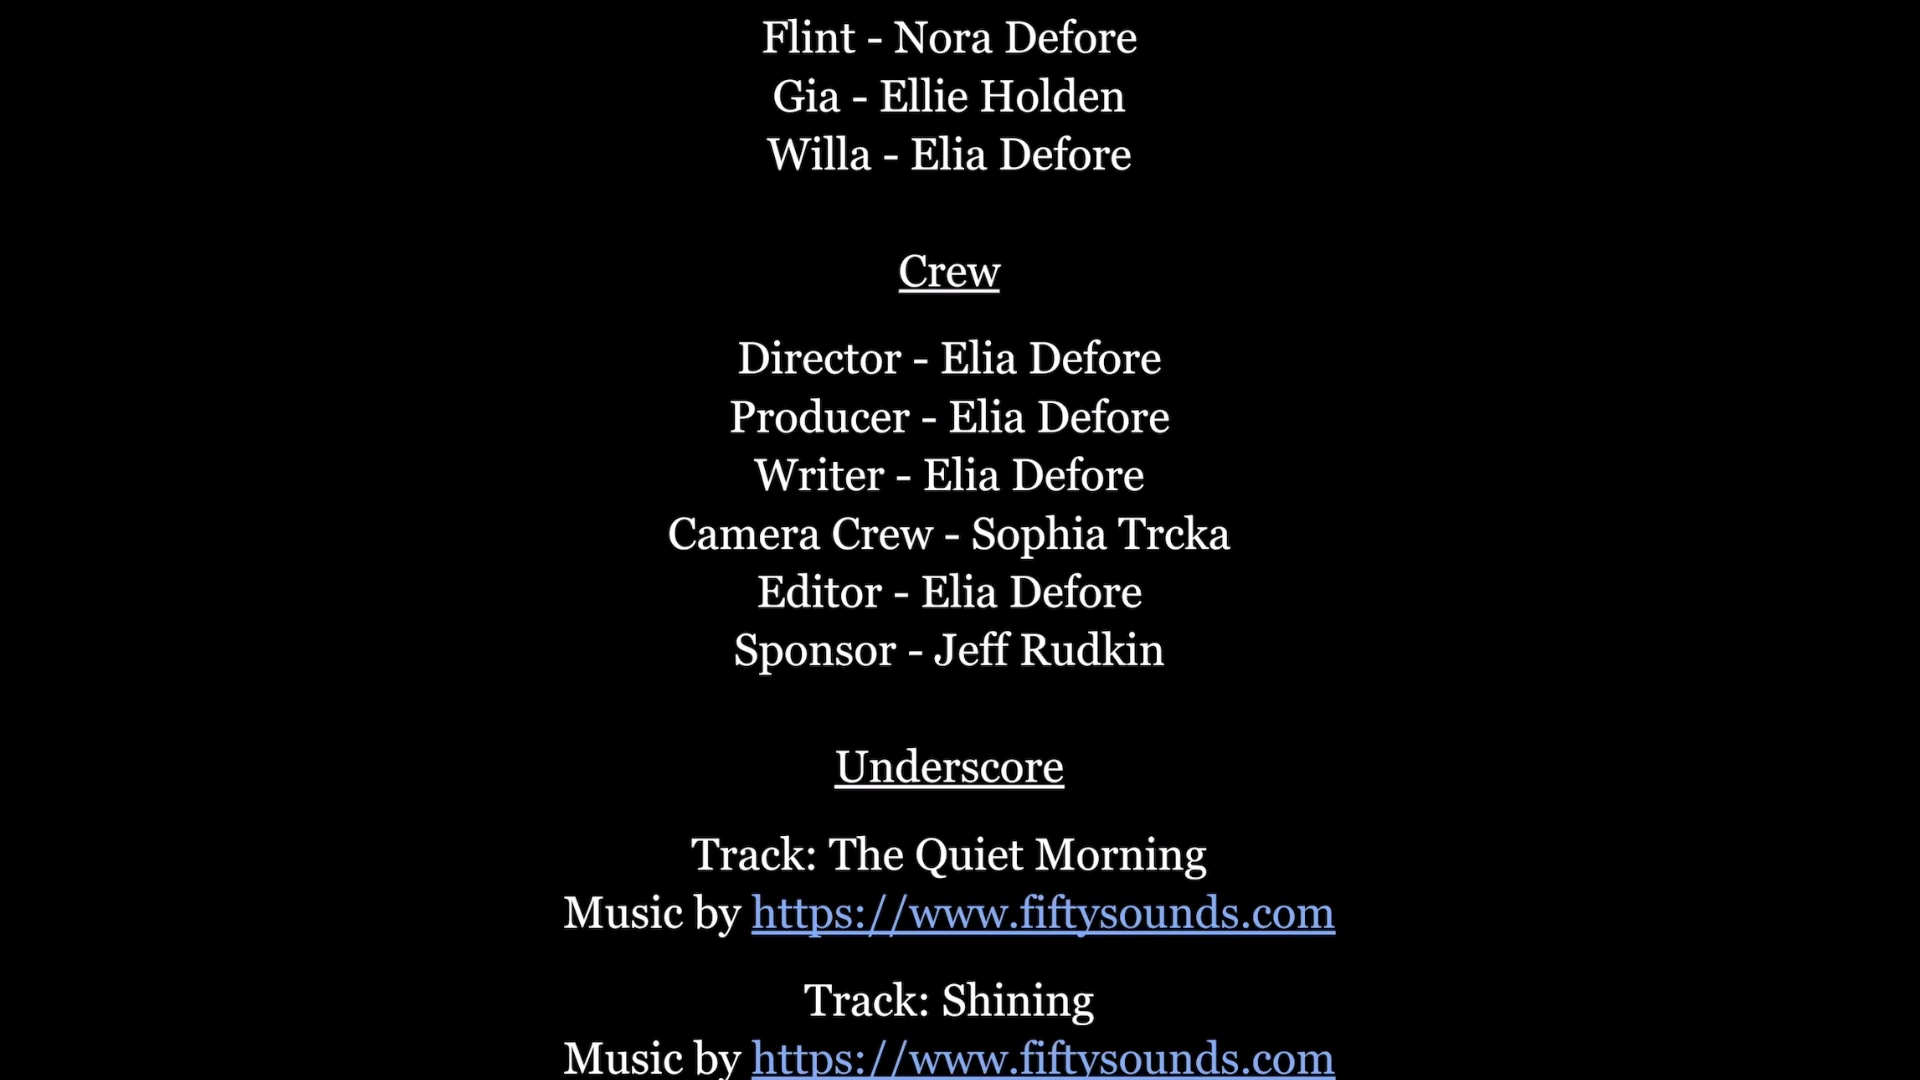 Flint - Nora Defore
Gia - Ellie Holden
Willa - Elia Defore
Crew
Director - Elia Defore
Producer - Elia Defore
Writer - Elia Defore
Camera Crew - Sophia Trcka
Editor - Elia Defore
Sponsor - Jeff Rudkin
Underscore
Track: The Quiet Morning
Music by https://www.fiftysounds.com
Track: Shining
Music by https://www.fiftysounds.com